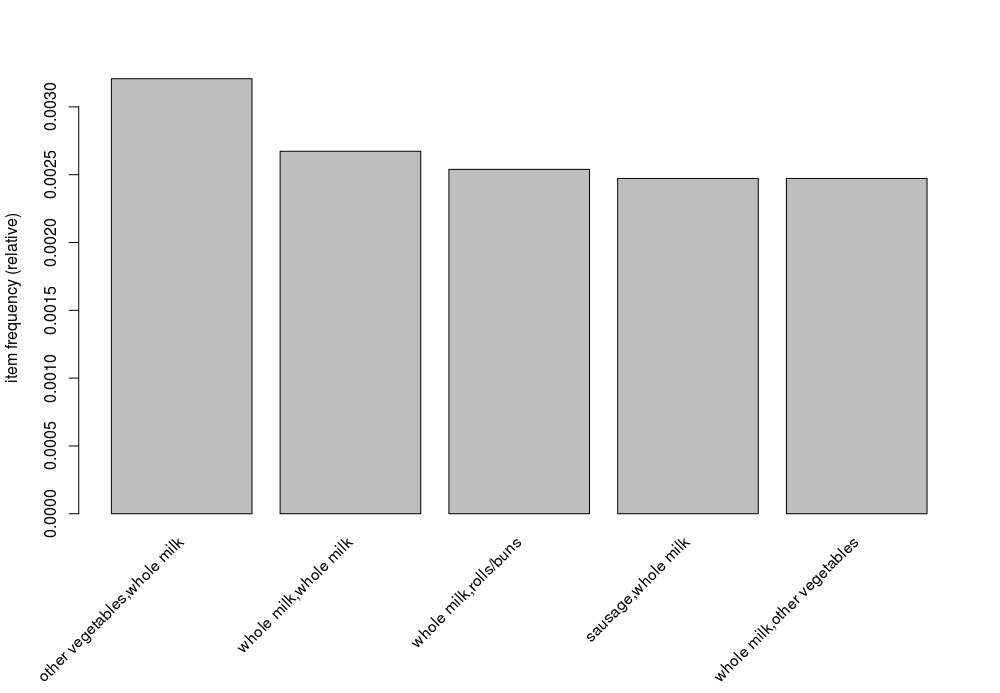 item frequency (relative)
0.0030
0.0025
0.0020
0.0015
0.0010
0.0005
0.0000
other vegetables,whole milk
whole milk,whole milk
whole milk,rolls/buns
sausage,whole milk
whole milk,other vegetables